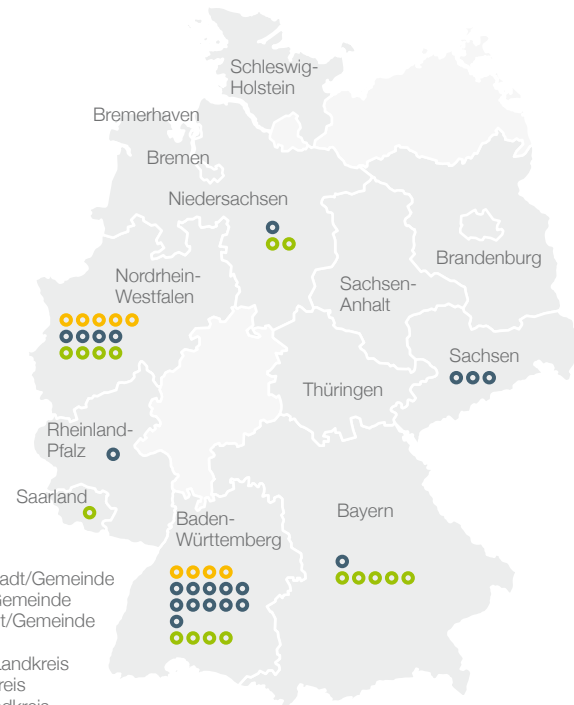 Schleswig-
Holstein
Bremerhaven
Bremen
Niedersachsen
Brandenburg
Nordrhein-
Westfalen
Sachsen-
Anhalt
Sachsen
Thüringen
Rheinland-
Pfalz
Saarland
Baden-
Württemberg
Bayern
adt/Gemeinde
Gemeinde
t/Gemeinde
Landkreis
reis